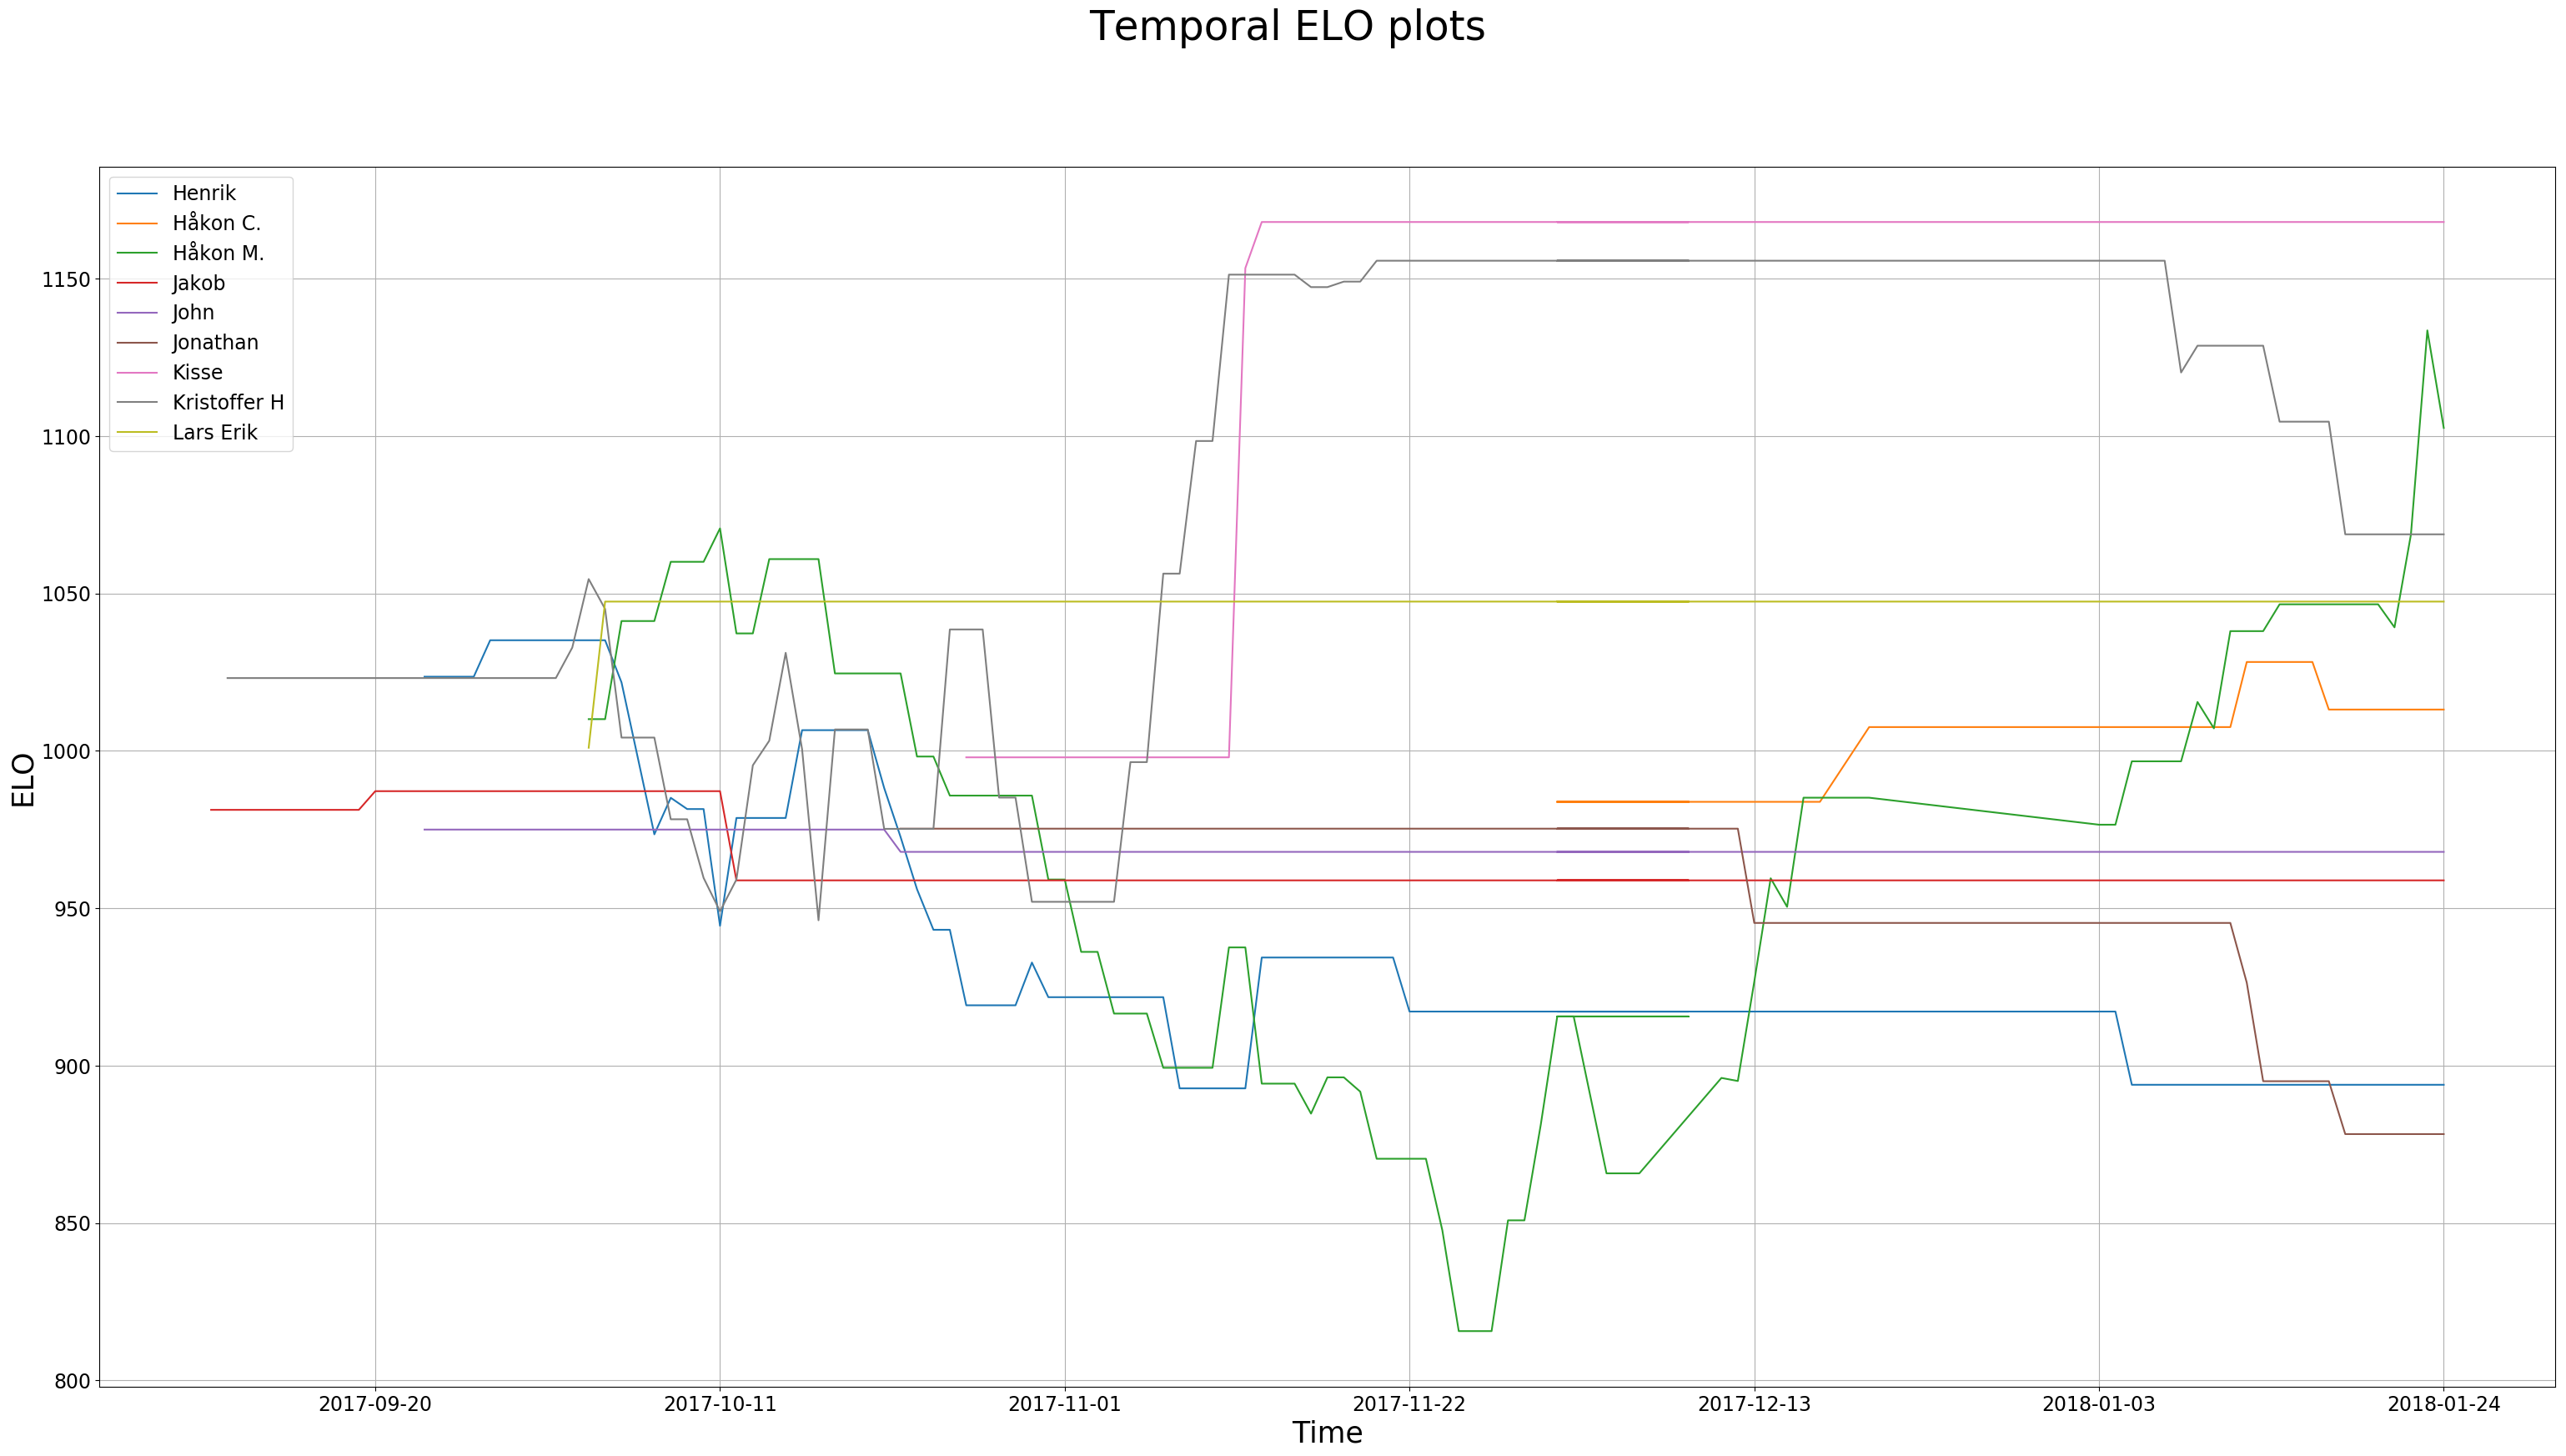 Temporal ELO plots
Henrik
Håkon C.
Håkon M.
Jakob
John
Jonathan
Kisse
Kristoffer H
Lars Erik
1150
1100
1050
1000
950
900
850
800
ELO
2017-09-20
2017-10-11
2017-11-01
2017-11-22
2017-12-13
2018-01-03
2018-01-24
Time